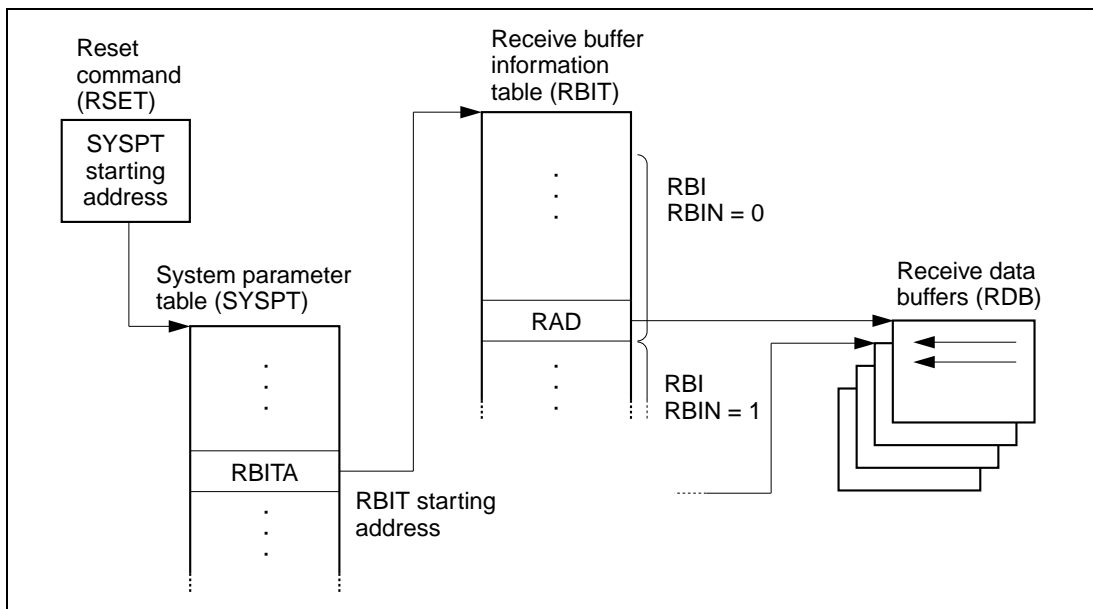 Reset
command
(RSET)
SYSPT
starting
address
System parameter
table (SYSPT)
RBITA
RBIT starting
address
Receive buffer
information
table (RBIT)
RBI
RBIN = 0
RAD
RBI
RBIN = 1
Receive data
buffers (RDB)